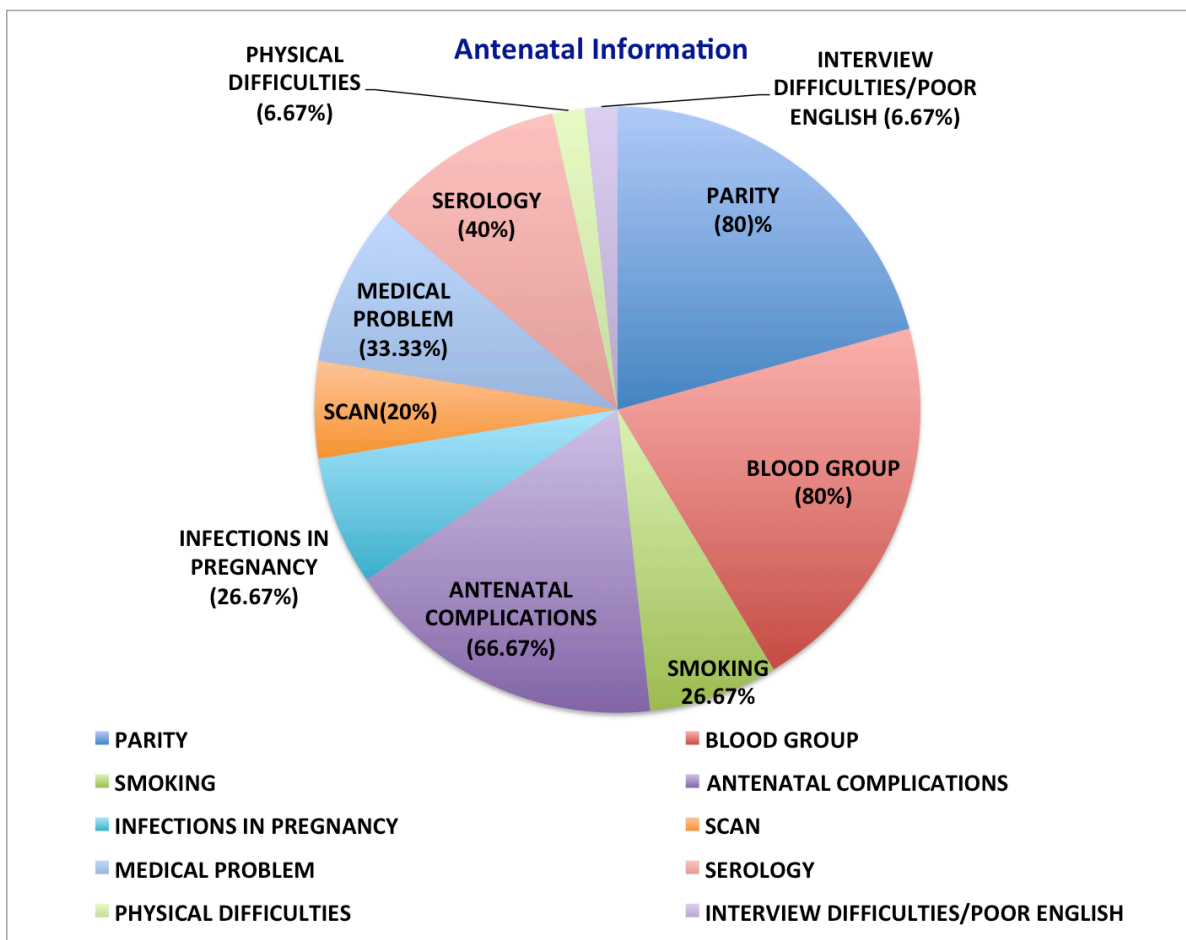 Antenatal Information
PHYSICAL
DIFFICULTIES
(6.67%)
INTERVIEW
DIFFICULTIES/POOR
ENGLISH (6.67%)
PARITY
(80)%
SEROLOGY
(40%)
MEDICAL
PROBLEM
(33.33%)
SCAN(20%)
BLOOD GROUP
(80%)
INFECTIONS IN
PREGNANCY
(26.67%)
ANTENATAL
COMPLICATIONS
(66.67%)
SMOKING
26.67%
PARITY
BLOOD GROUP
SMOKING
ANTENATAL COMPLICATIONS
INFECTIONS IN PREGNANCY
SCAN
MEDICAL PROBLEM
SEROLOGY
PHYSICAL DIFFICULTIES
INTERVIEW DIFFICULTIES/POOR ENGLISH